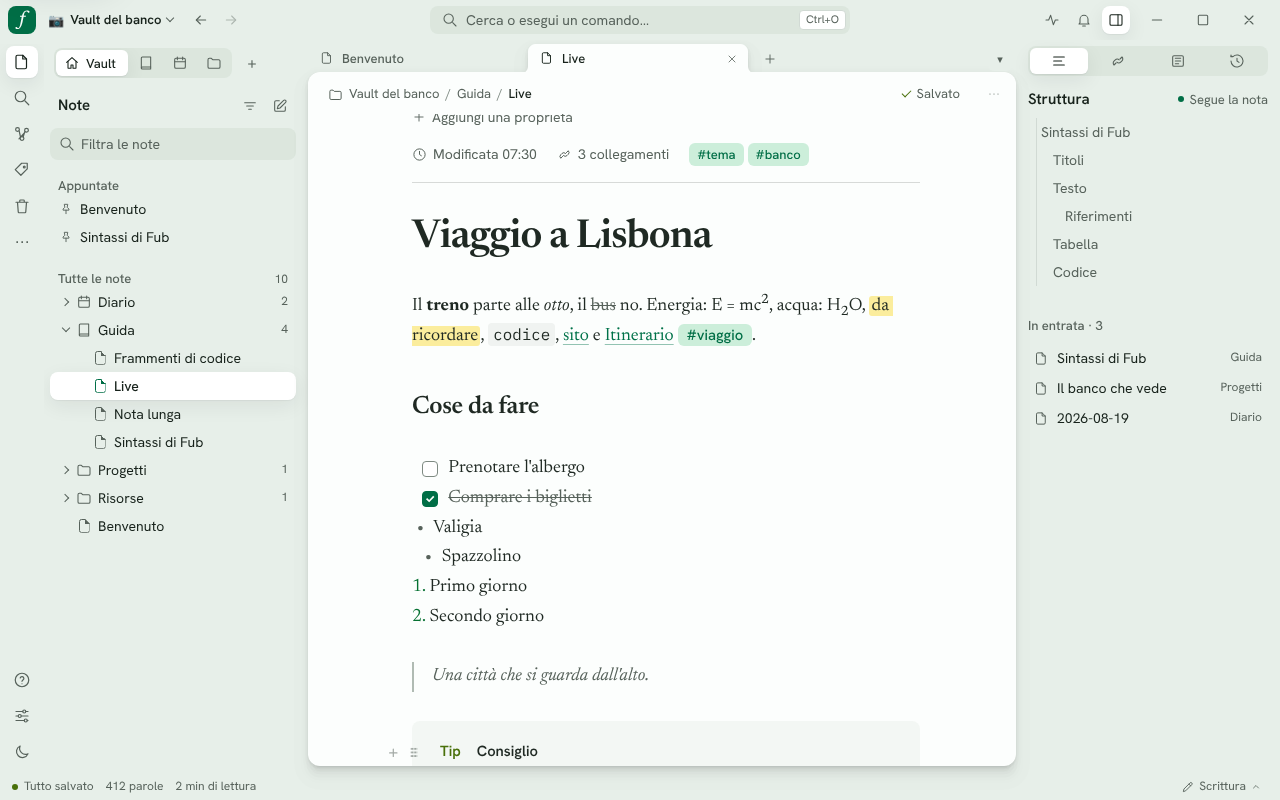 f
Vault del banco
Cerca o esegui un comando…
Ctrl+O
Vault
Note
Filtra le note
Appuntate
Benvenuto
Sintassi di Fub
Tutte le note 10
Diario 2
Guida 4
Frammenti di codice
Live
Nota lunga
Sintassi di Fub
Progetti 1
Risorse 1
Benvenuto
Benvenuto
Live
Vault del banco / Guida / Live
Salvato
Aggiungi una proprietà
Modificata 07:30
3 collegamenti
#tema
#banco
Viaggio a Lisbona
Il treno parte alle otto, il bus no. Energia: E = mc², acqua: H₂O, da
ricordare, codice, sito e Itinerario #viaggio.
Cose da fare
Prenotare l'albergo
Comprare i biglietti
• Valigia
• Spazzolino
1. Primo giorno
2. Secondo giorno
Una città che si guarda dall'alto.
Tip Consiglio
Struttura
Segue la nota
Sintassi di Fub
Titoli
Testo
Riferimenti
Tabella
Codice
In entrata · 3
Sintassi di Fub Guida
Il banco che vede Progetti
2026-08-19 Diario
Tutto salvato
412 parole
2 min di lettura
Scrittura